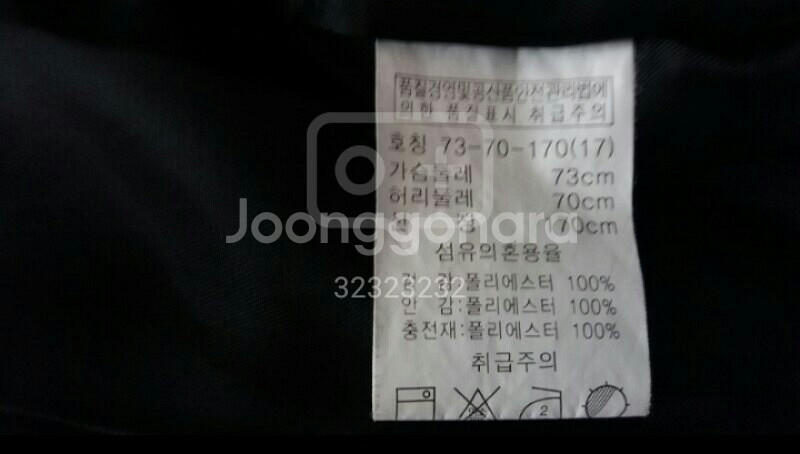 품질경영및공산품안전관리법에
의한 품질표시 취급주의
호칭 73-70-170(17)
가슴둘레 73cm
허리둘레 70cm
장 170cm
Joonggonara
섬유의혼용율
32323232
겉 감:폴리에스터 100%
안 감:폴리에스터 100%
충전재:폴리에스터 100%
취급주의
2